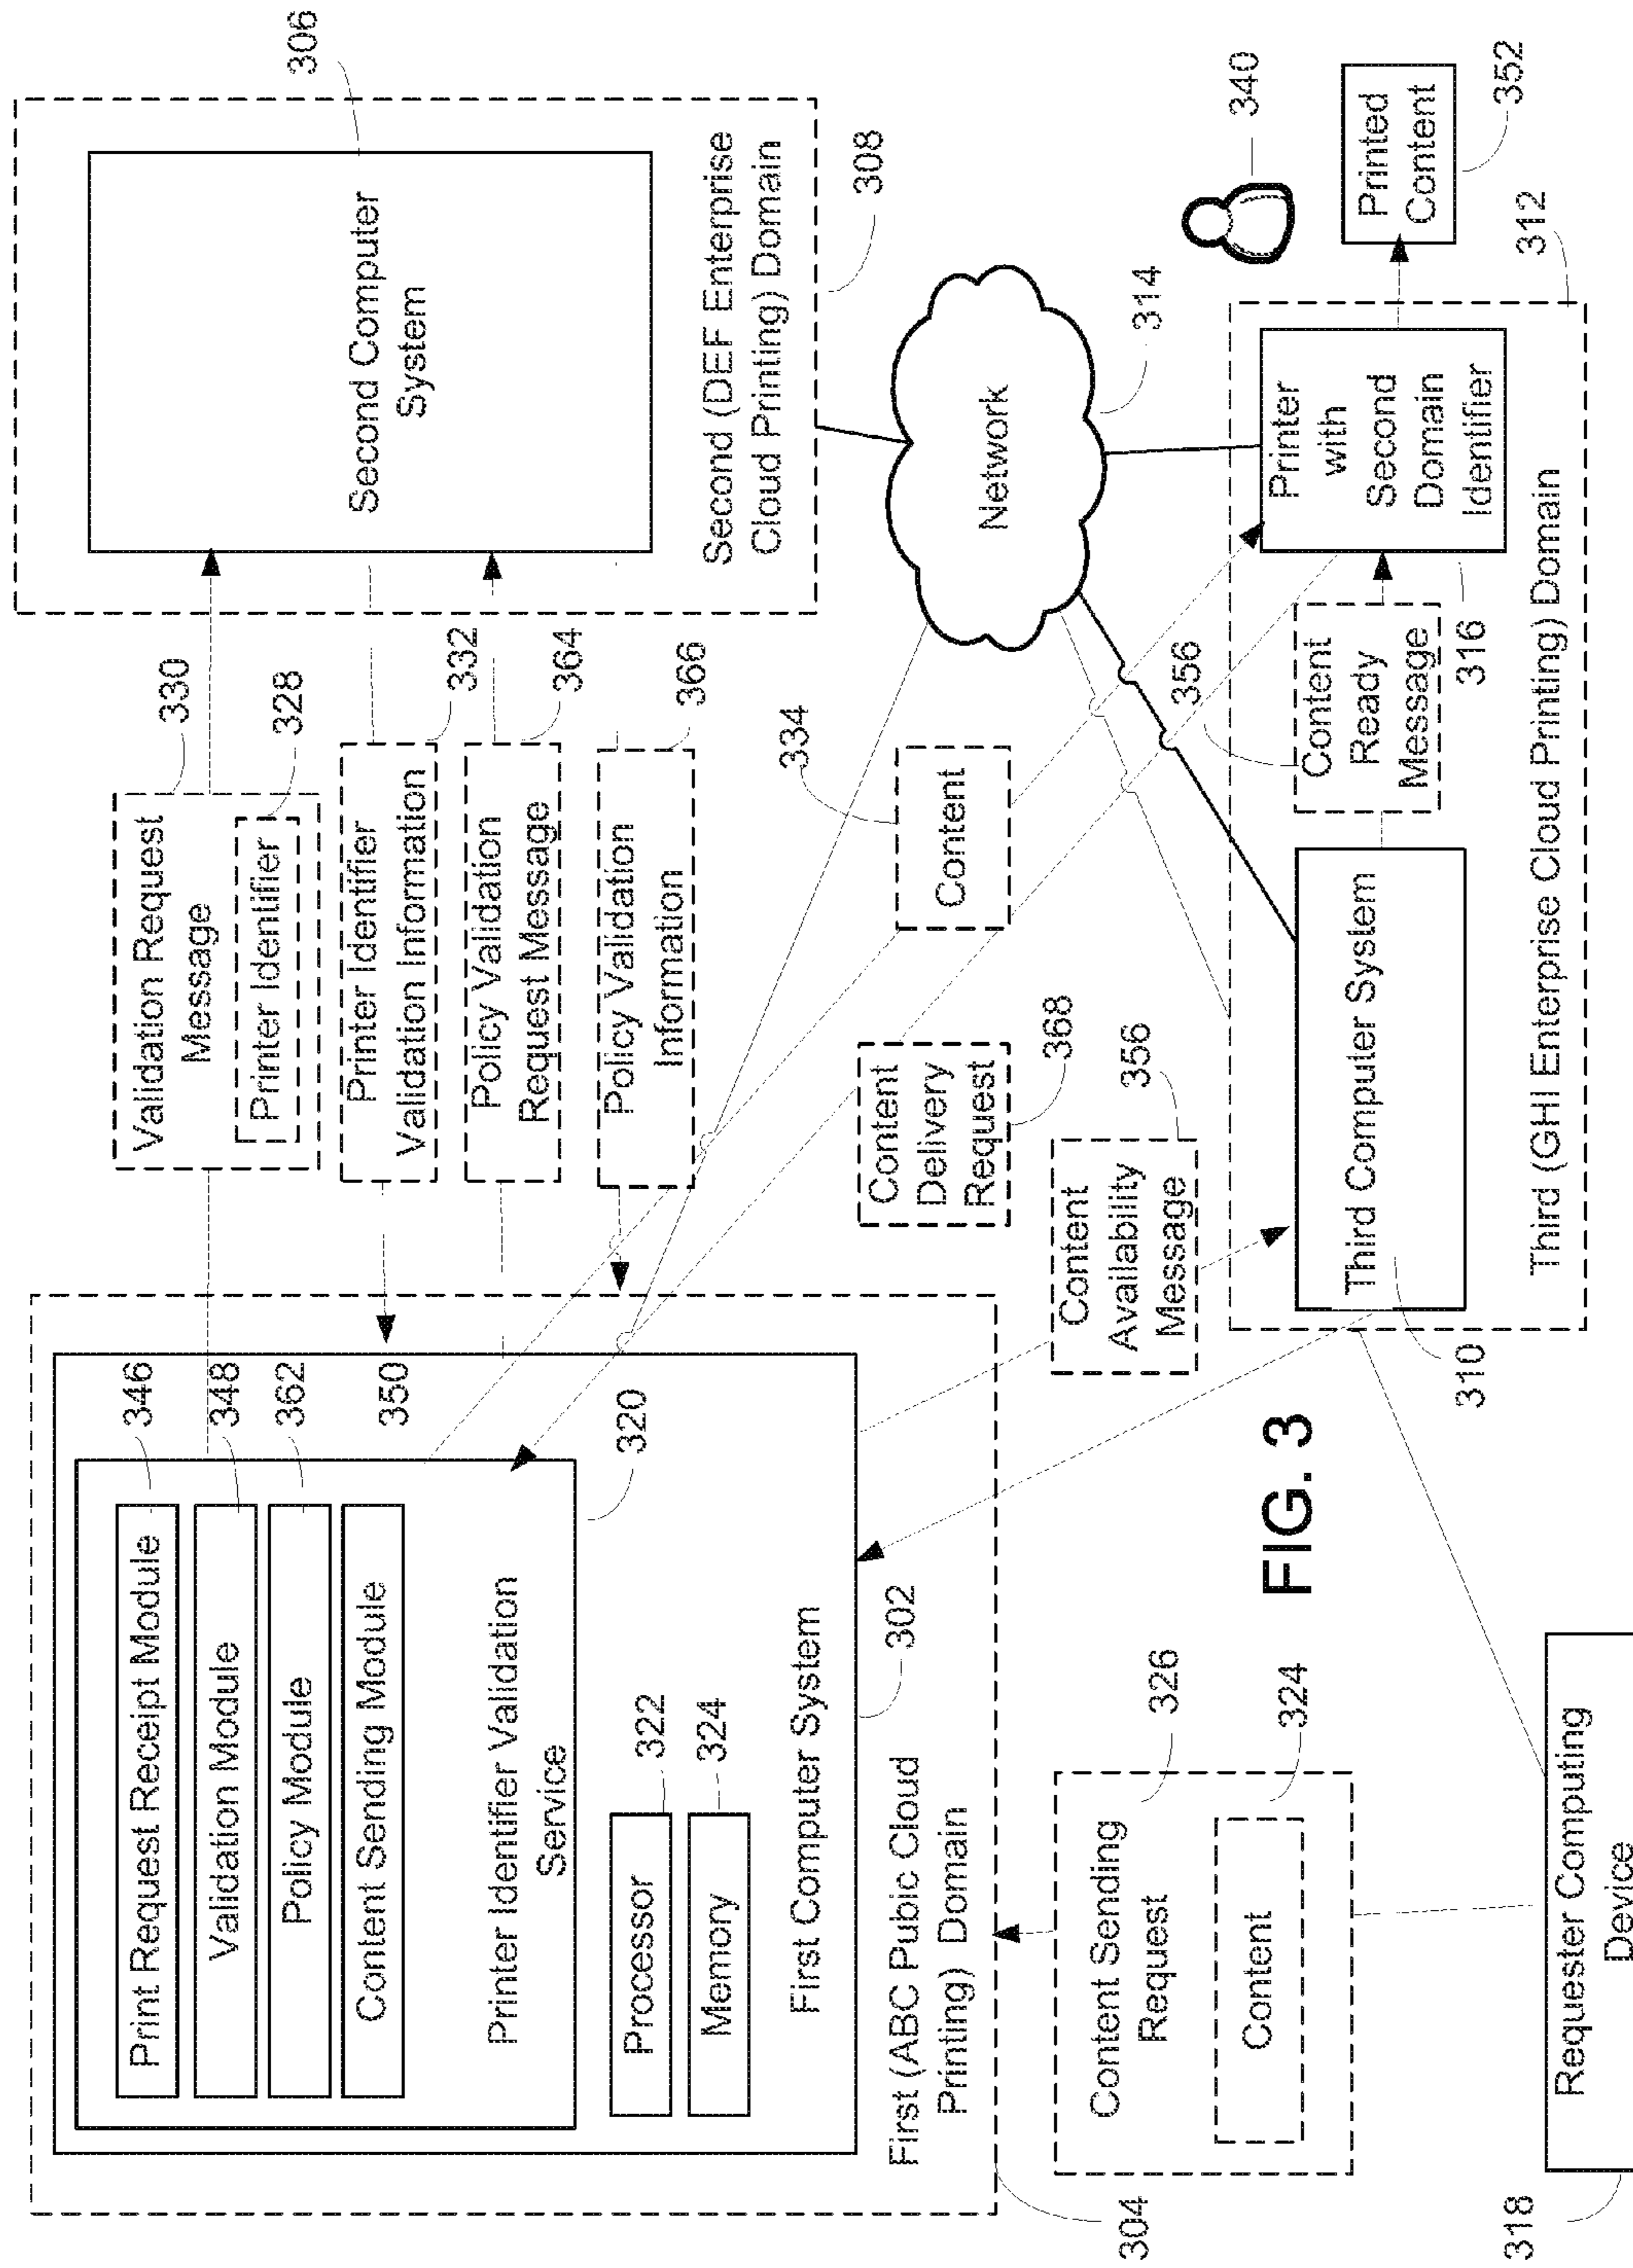 Print Request Receipt Module
346
Validation Module
348
Policy Module
362
Content Sending Module
350
Printer Identifier Validation
Service
320
Processor
322
Memory
324
First Computer System
302
First (ABC Pubic Cloud
Printing) Domain
304
Validation Request
Message
330
Printer Identifier
328
Printer Identifier
Validation Information
332
Policy Validation
Request Message
364
Policy Validation
Information
366
Second Computer
System
306
Second (DEF Enterprise
Cloud Printing) Domain
308
Content Sending
Request
326
Content
324
Content
Delivery
Request
368
Content
334
Network
314
Content
Availability
Message
356
340
Third Computer System
310
Content
Ready
Message
356
Printer
with
Second
Domain
Identifier
316
Printed
Content
352
Third (GHI Enterprise Cloud Printing) Domain
312
Requester Computing
Device
318
FIG. 3